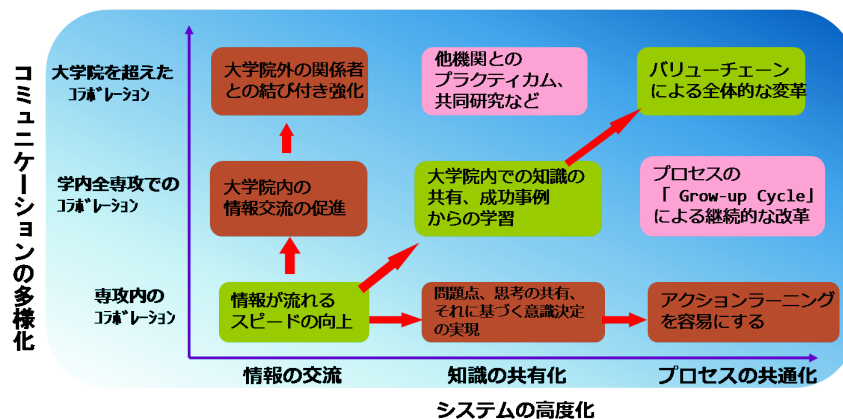 コミュニケーションの多様化
大学院を超えた
コラボレーション
大学院外の関係者
との結び付き強化
他機関との
プラクティカム、
共同研究など
バリューチェーン
による全体的な変革
学内全専攻での
コラボレーション
大学院内の
情報交流の促進
大学院内での知識の
共有、成功事例
からの学習
プロセスの
「 Grow-up Cycle」
による継続的な改革
専攻内の
コラボレーション
情報が流れる
スピードの向上
問題点、思考の共有、
それに基づく意識決定
の実現
アクションラーニング
を容易にする
情報の交流
知識の共有化
プロセスの共通化
システムの高度化